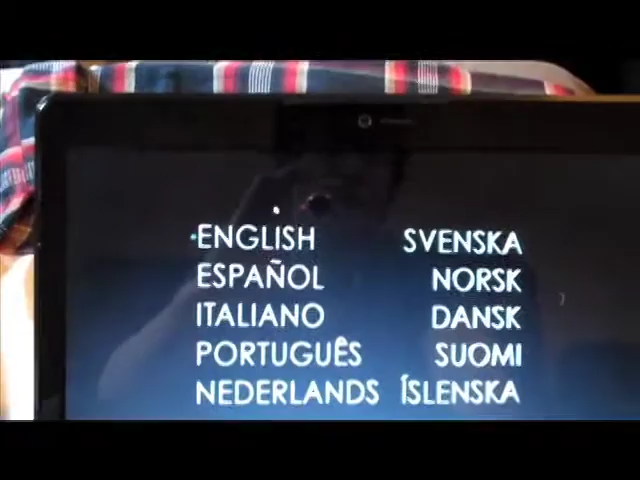 ENGLISH
ESPAÑOL
ITALIANO
PORTUGUÊS
NEDERLANDS
SVENSKA
NORSK
DANSK
SUOMI
ÍSLENSKA